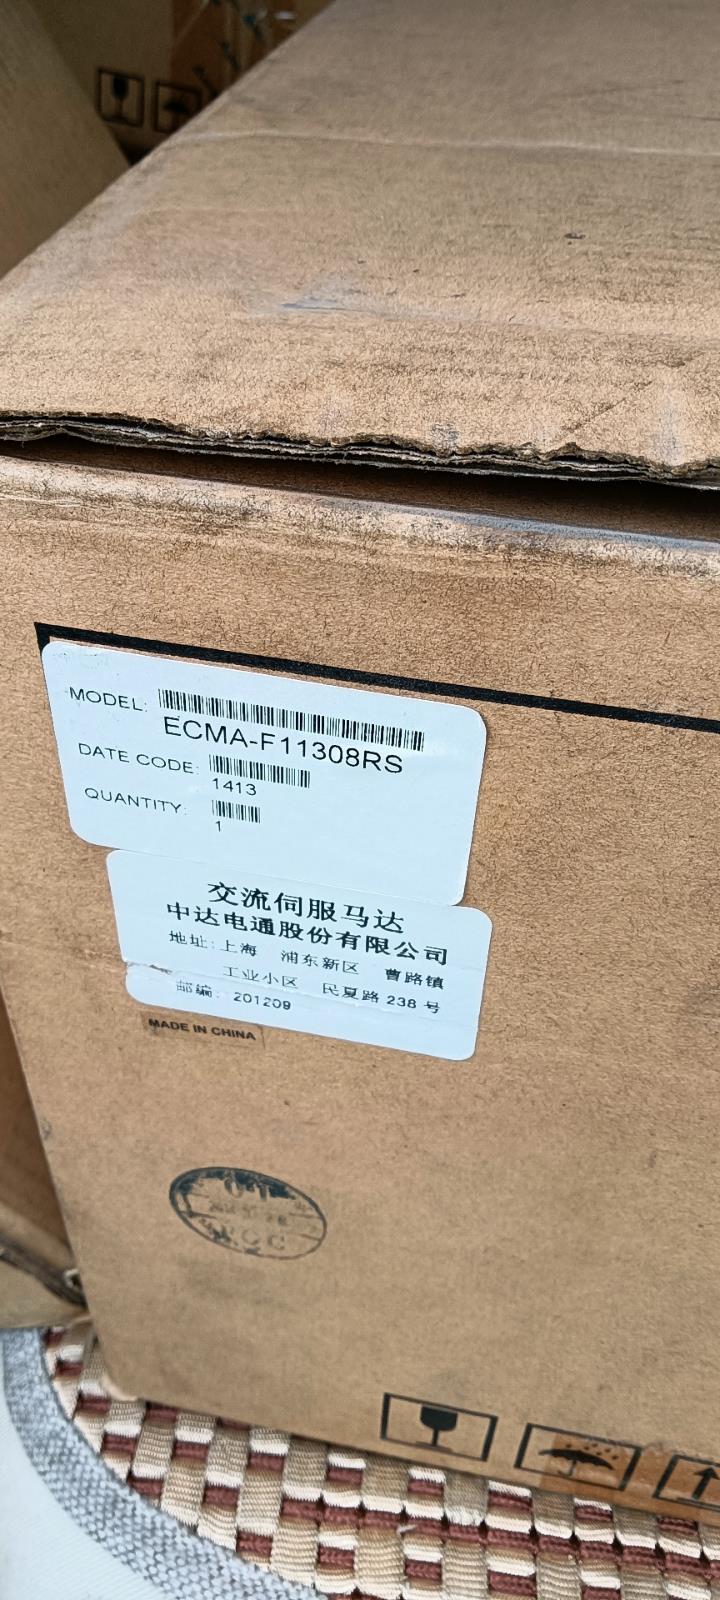 MODEL:
ECMA-F11308RS
DATE CODE:
1413
QUANTITY:
1
交流伺服马达
中达电通股份有限公司
地址: 上海 浦东新区 曹路镇
工业小区 民夏路 238 号
邮编: 201209
MADE IN CHINA